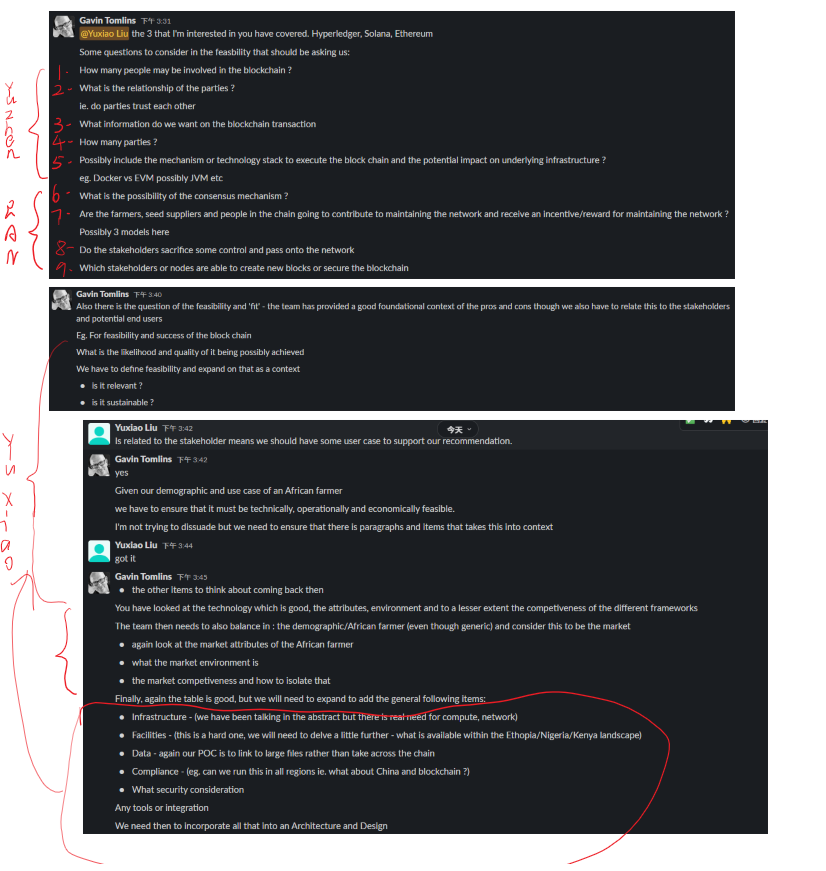 Gavin Tomlins 下午 3:31
@Yuxiao Liu the 3 that I'm interested in you have covered. Hyperledger, Solana, Ethereum
Some questions to consider in the feasbility that should be asking us:
1. How many people may be involved in the blockchain ?
2. What is the relationship of the parties ?
ie. do parties trust each other
3. What information do we want on the blockchain transaction
4. How many parties ?
5. Possibly include the mechanism or technology stack to execute the block chain and the potential impact on underlying infrastructure ?
eg. Docker vs EVM possibly JVM etc
Yuzhen
6. What is the possibility of the consensus mechanism ?
7. Are the farmers, seed suppliers and people in the chain going to contribute to maintaining the network and receive an incentive/reward for maintaining the network ?
Possibly 3 models here
8. Do the stakeholders sacrifice some control and pass onto the network
9. Which stakeholders or nodes are able to create new blocks or secure the blockchain
Gavin Tomlins 下午 3:40
Also there is the question of the feasibility and 'fit' - the team has provided a good foundational context of the pros and cons though we also have to relate this to the stakeholders
and potential end users
Eg. For feasibility and success of the block chain
What is the likelihood and quality of it being possibly achieved
We have to define feasibility and expand on that as a context
• is it relevant ?
• is it sustainable ?
Yuxiao
Yuxiao Liu 下午 3:42
今天
Is related to the stakeholder means we should have some user case to support our recommendation.
Gavin Tomlins 下午 3:42
yes
Given our demographic and use case of an African farmer
we have to ensure that it must be technically, operationally and economically feasible.
I'm not trying to dissuade but we need to ensure that there is paragraphs and items that takes this into context
Yuxiao Liu 下午 3:44
got it
Gavin Tomlins 下午 3:45
• the other items to think about coming back then
You have looked at the technology which is good, the attributes, environment and to a lesser extent the competiveness of the different frameworks
The team then needs to also balance in : the demographic/African farmer (even though generic) and consider this to be the market
• again look at the market attributes of the African farmer
• what the market environment is
• the market competiveness and how to isolate that
Finally, again the table is good, but we will need to expand to add the general following items:
• Infrastructure - (we have been talking in the abstract but there is real need for compute, network)
• Facilities - (this is a hard one, we will need to delve a little further - what is available within the Ethopia/Nigeria/Kenya landscape)
• Data - again our POC is to link to large files rather than take across the chain
• Compliance - (eg. can we run this in all regions ie. what about China and blockchain ?)
• What security consideration
Any tools or integration
We need then to incorporate all that into an Architecture and Design